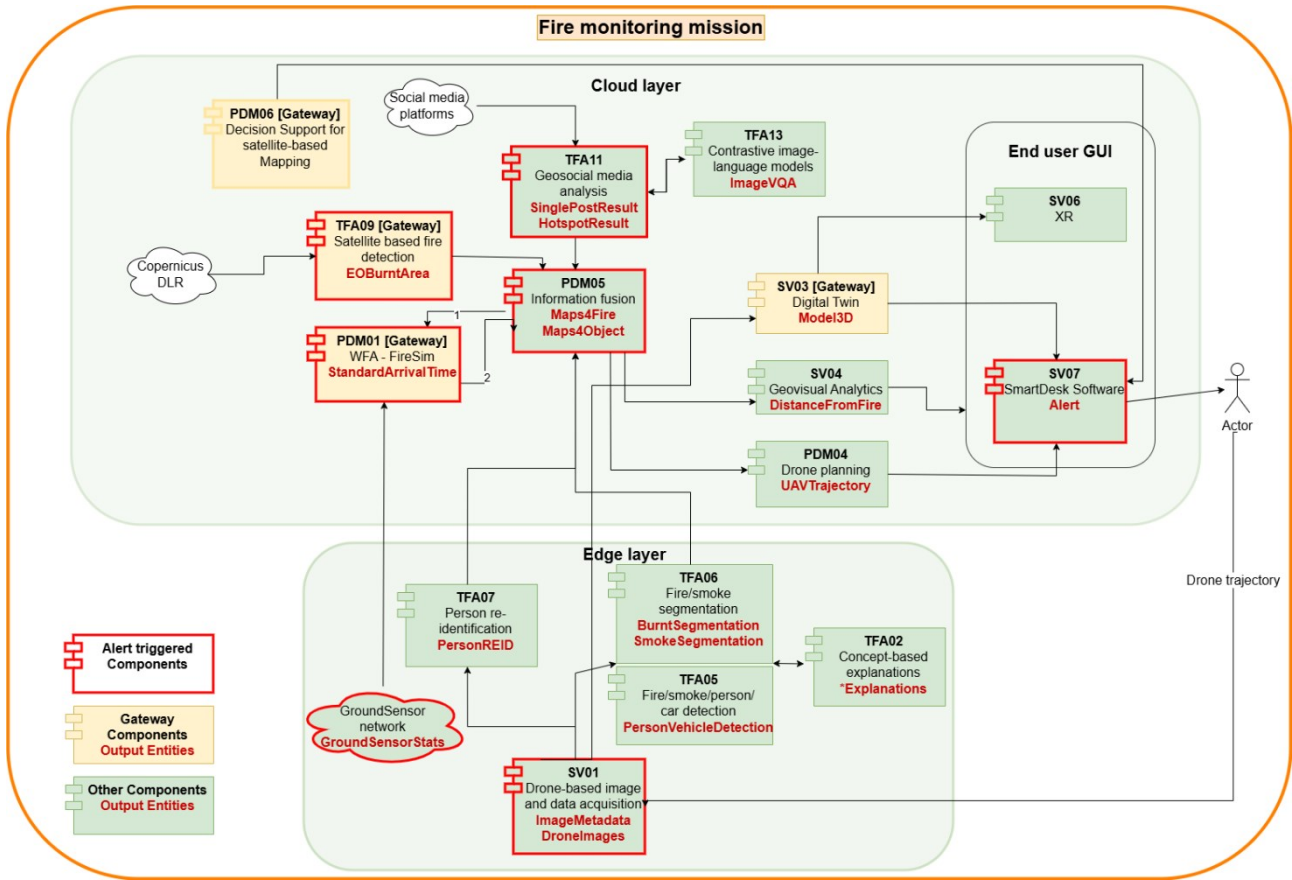 Fire monitoring mission
Cloud layer
PDM06 [Gateway]
Decision Support for
satellite-based
Mapping
Social media
platforms
TFA11
Geosocial media
analysis
SinglePostResult
HotspotResult
TFA13
Contrastive image-
language models
ImageVQA
End user GUI
SV06
XR
TFA09 [Gateway]
Satellite based fire
detection
EOBurntArea
Copernicus
DLR
PDM05
Information fusion
Maps4Fire
Maps4Object
1
2
PDM01 [Gateway]
WFA - FireSim
StandardArrivalTime
SV03 [Gateway]
Digital Twin
Model3D
SV04
Geovisual Analytics
DistanceFromFire
SV07
SmartDesk Software
Alert
Actor
PDM04
Drone planning
UAVTrajectory
Edge layer
TFA07
Person re-
identification
PersonREID
TFA06
Fire/smoke
segmentation
BurntSegmentation
SmokeSegmentation
TFA05
Fire/smoke/person/
car detection
PersonVehicleDetection
TFA02
Concept-based
explanations
*Explanations
Drone trajectory
GroundSensor
network
GroundSensorStats
SV01
Drone-based image
and data acquisition
ImageMetadata
DroneImages
Alert triggered
Components
Gateway
Components
Output Entities
Other Components
Output Entities